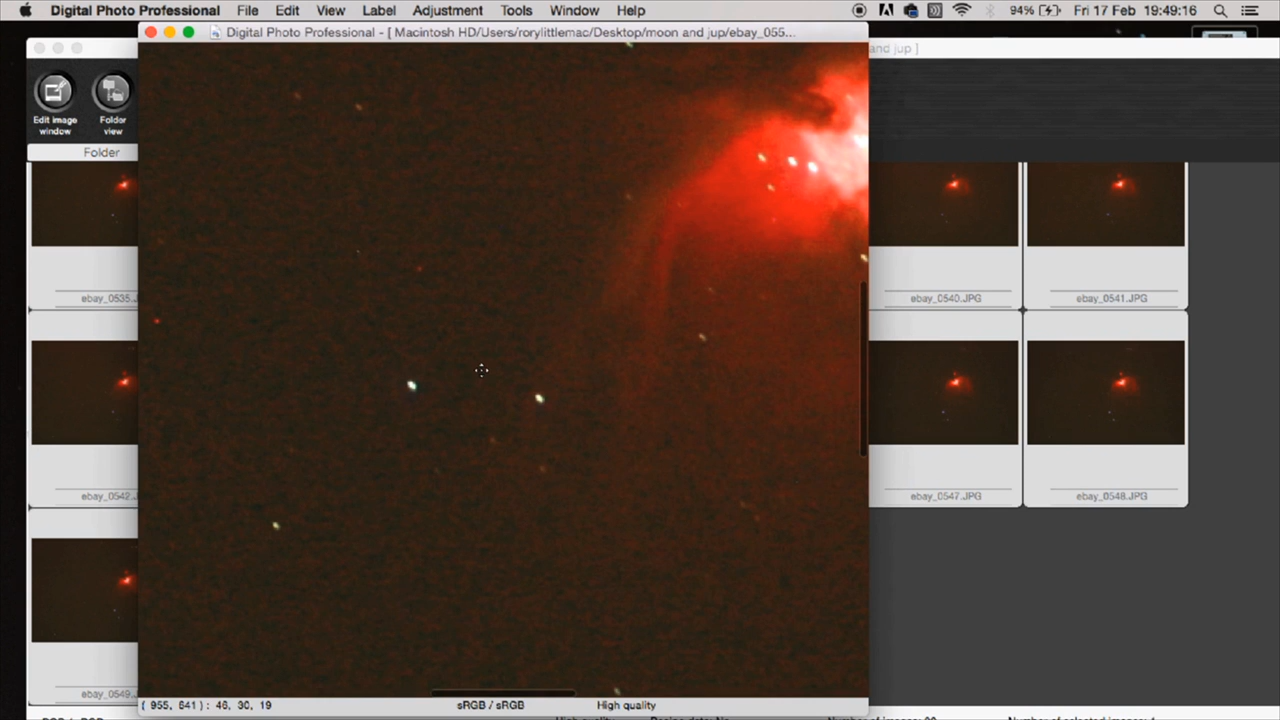 Digital Photo Professional File Edit View Label Adjustment Tools Window Help 94% Fri 17 Feb 19:49:16
Digital Photo Professional - [ Macintosh HD/Users/rorylittlemac/Desktop/moon and jup/ebay_055...
and jup ]
Edit image
window
Folder
view
Folder
ebay_0535.J
ebay_0540.JPG
ebay_0541.JPG
ebay_0542.J
ebay_0547.JPG
ebay_0548.JPG
ebay_0549.J
( 955, 641 ): 46, 30, 19 sRGB / sRGB High quality